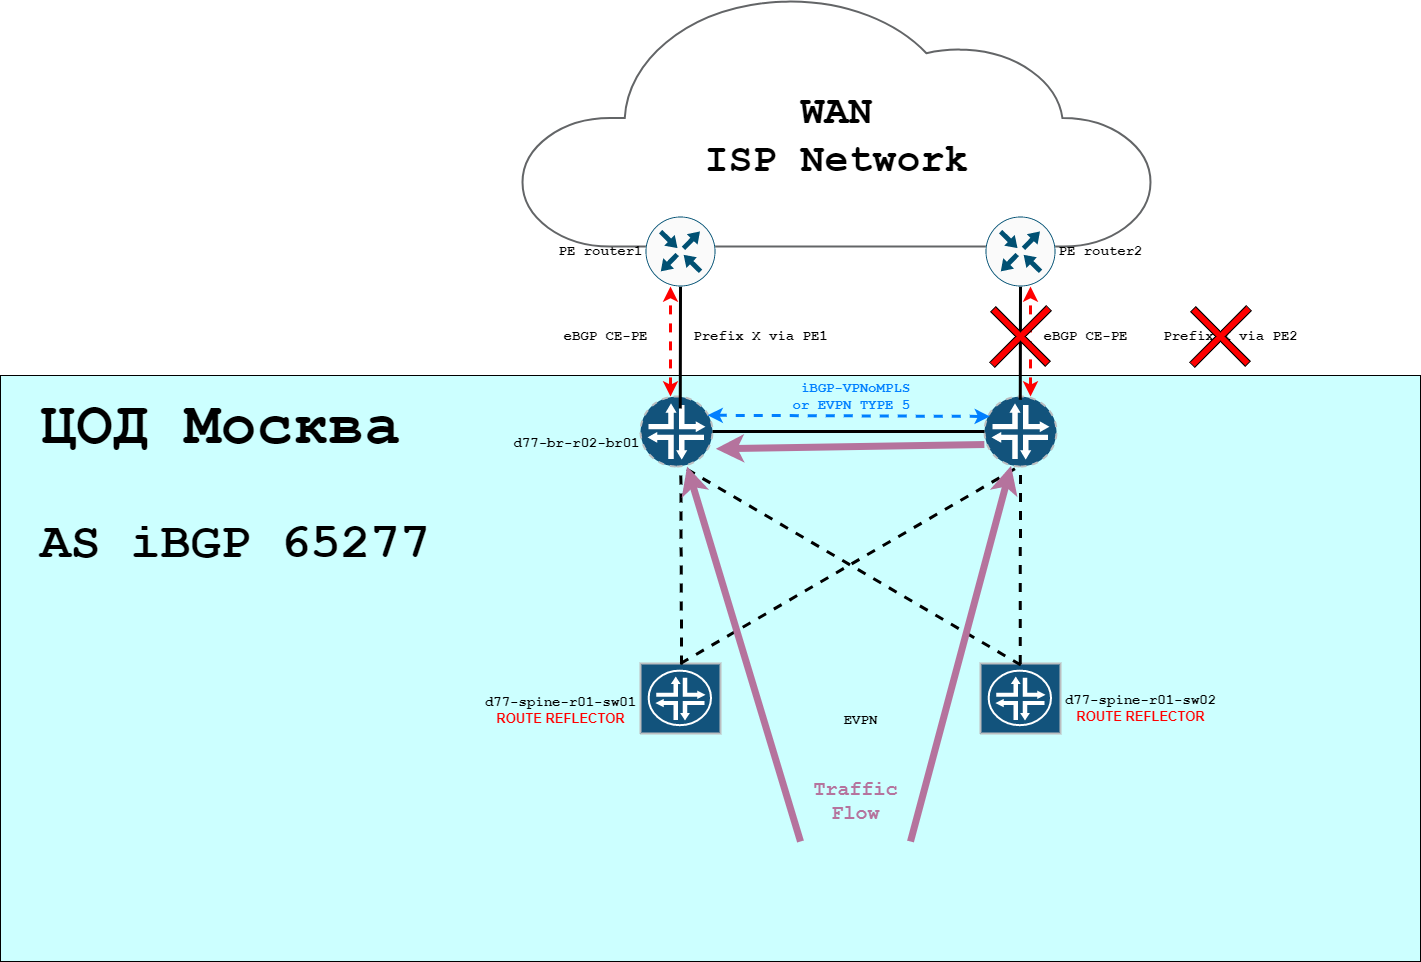 WAN
ISP Network
PE router1
PE router2
eBGP CE-PE
Prefix X via PE1
eBGP CE-PE
Prefix via PE2
iBGP-VPNoMPLS
or EVPN TYPE 5
ЦОД Москва
d77-br-r02-br01
AS iBGP 65277
d77-spine-r01-sw01
ROUTE REFLECTOR
d77-spine-r01-sw02
ROUTE REFLECTOR
EVPN
Traffic
Flow